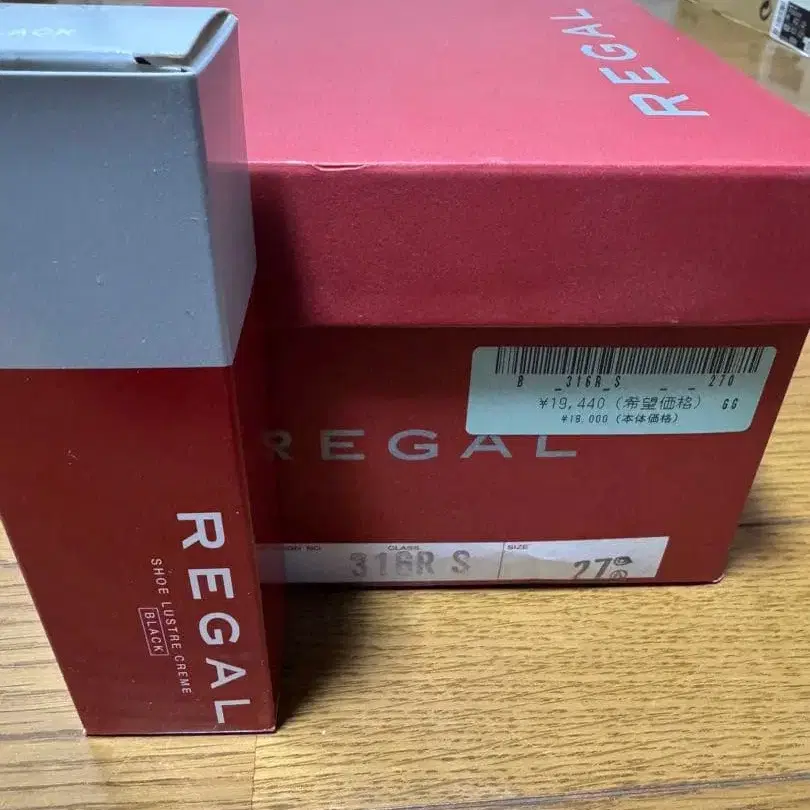 REGAL
B _316R_S _ _ 270
¥19,440 (希望価格) GG
¥18,000 (本体価格)
REGAL
CLASS
SIZE
316R S
27
REGAL
SHOE LUSTRE CREME
BLACK